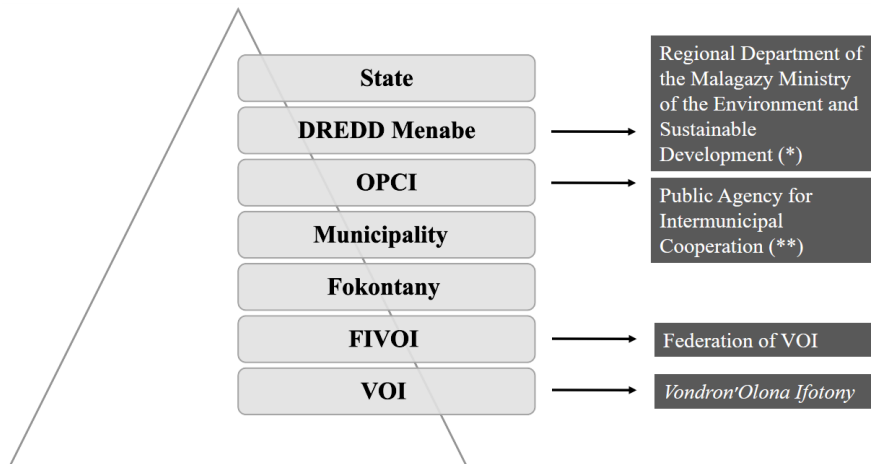 State
DREDD Menabe
Regional Department of
the Malagazy Ministry
of the Environment and
Sustainable
Development (*)
OPCI
Public Agency for
Intermunicipal
Cooperation (**)
Municipality
Fokontany
FIVOI
Federation of VOI
VOI
Vondron'Olona Ifotony